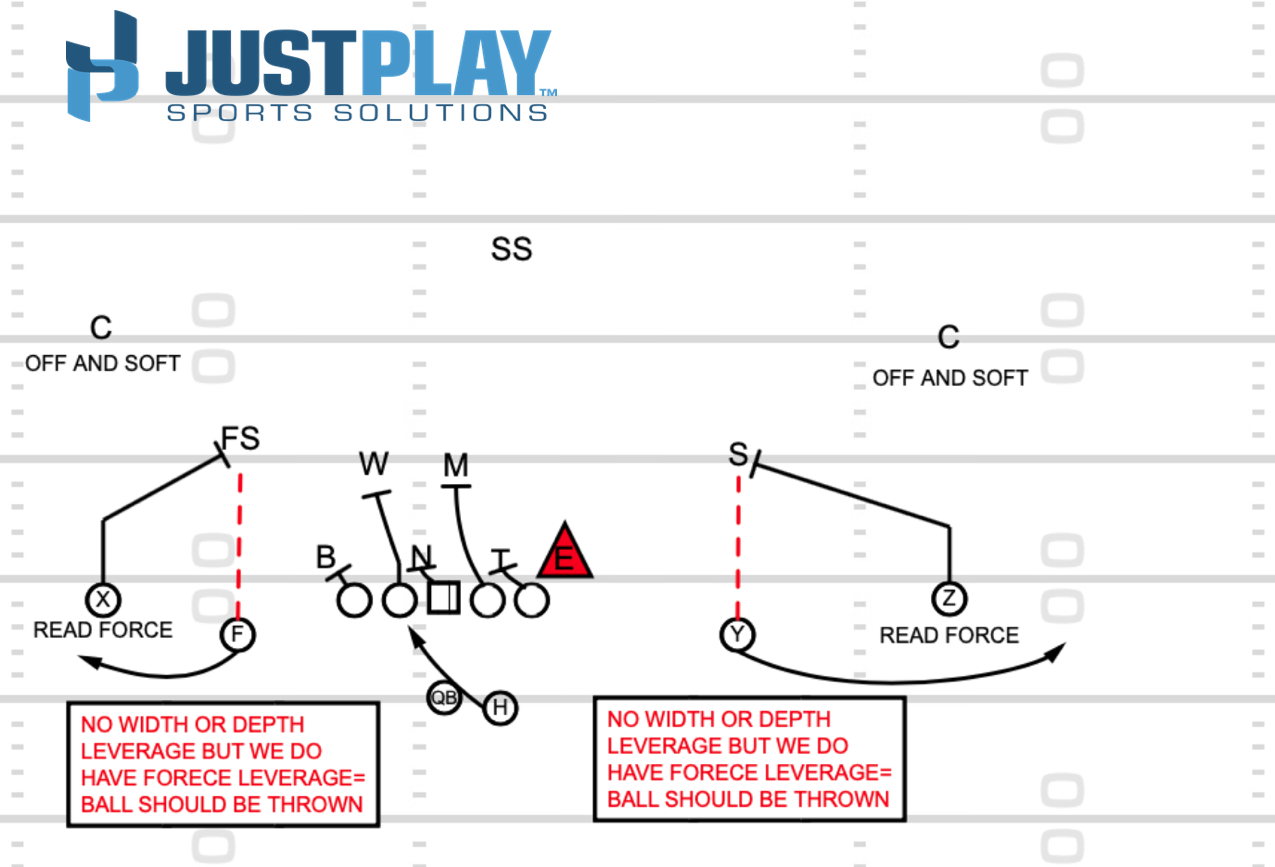 JUSTPLAY™
SPORTS SOLUTIONS
SS
C
OFF AND SOFT
C
OFF AND SOFT
FS
W
M
S
B
N
T
E
X
READ FORCE
F
Y
Z
READ FORCE
QB
H
NO WIDTH OR DEPTH
LEVERAGE BUT WE DO
HAVE FORECE LEVERAGE=
BALL SHOULD BE THROWN
NO WIDTH OR DEPTH
LEVERAGE BUT WE DO
HAVE FORECE LEVERAGE=
BALL SHOULD BE THROWN